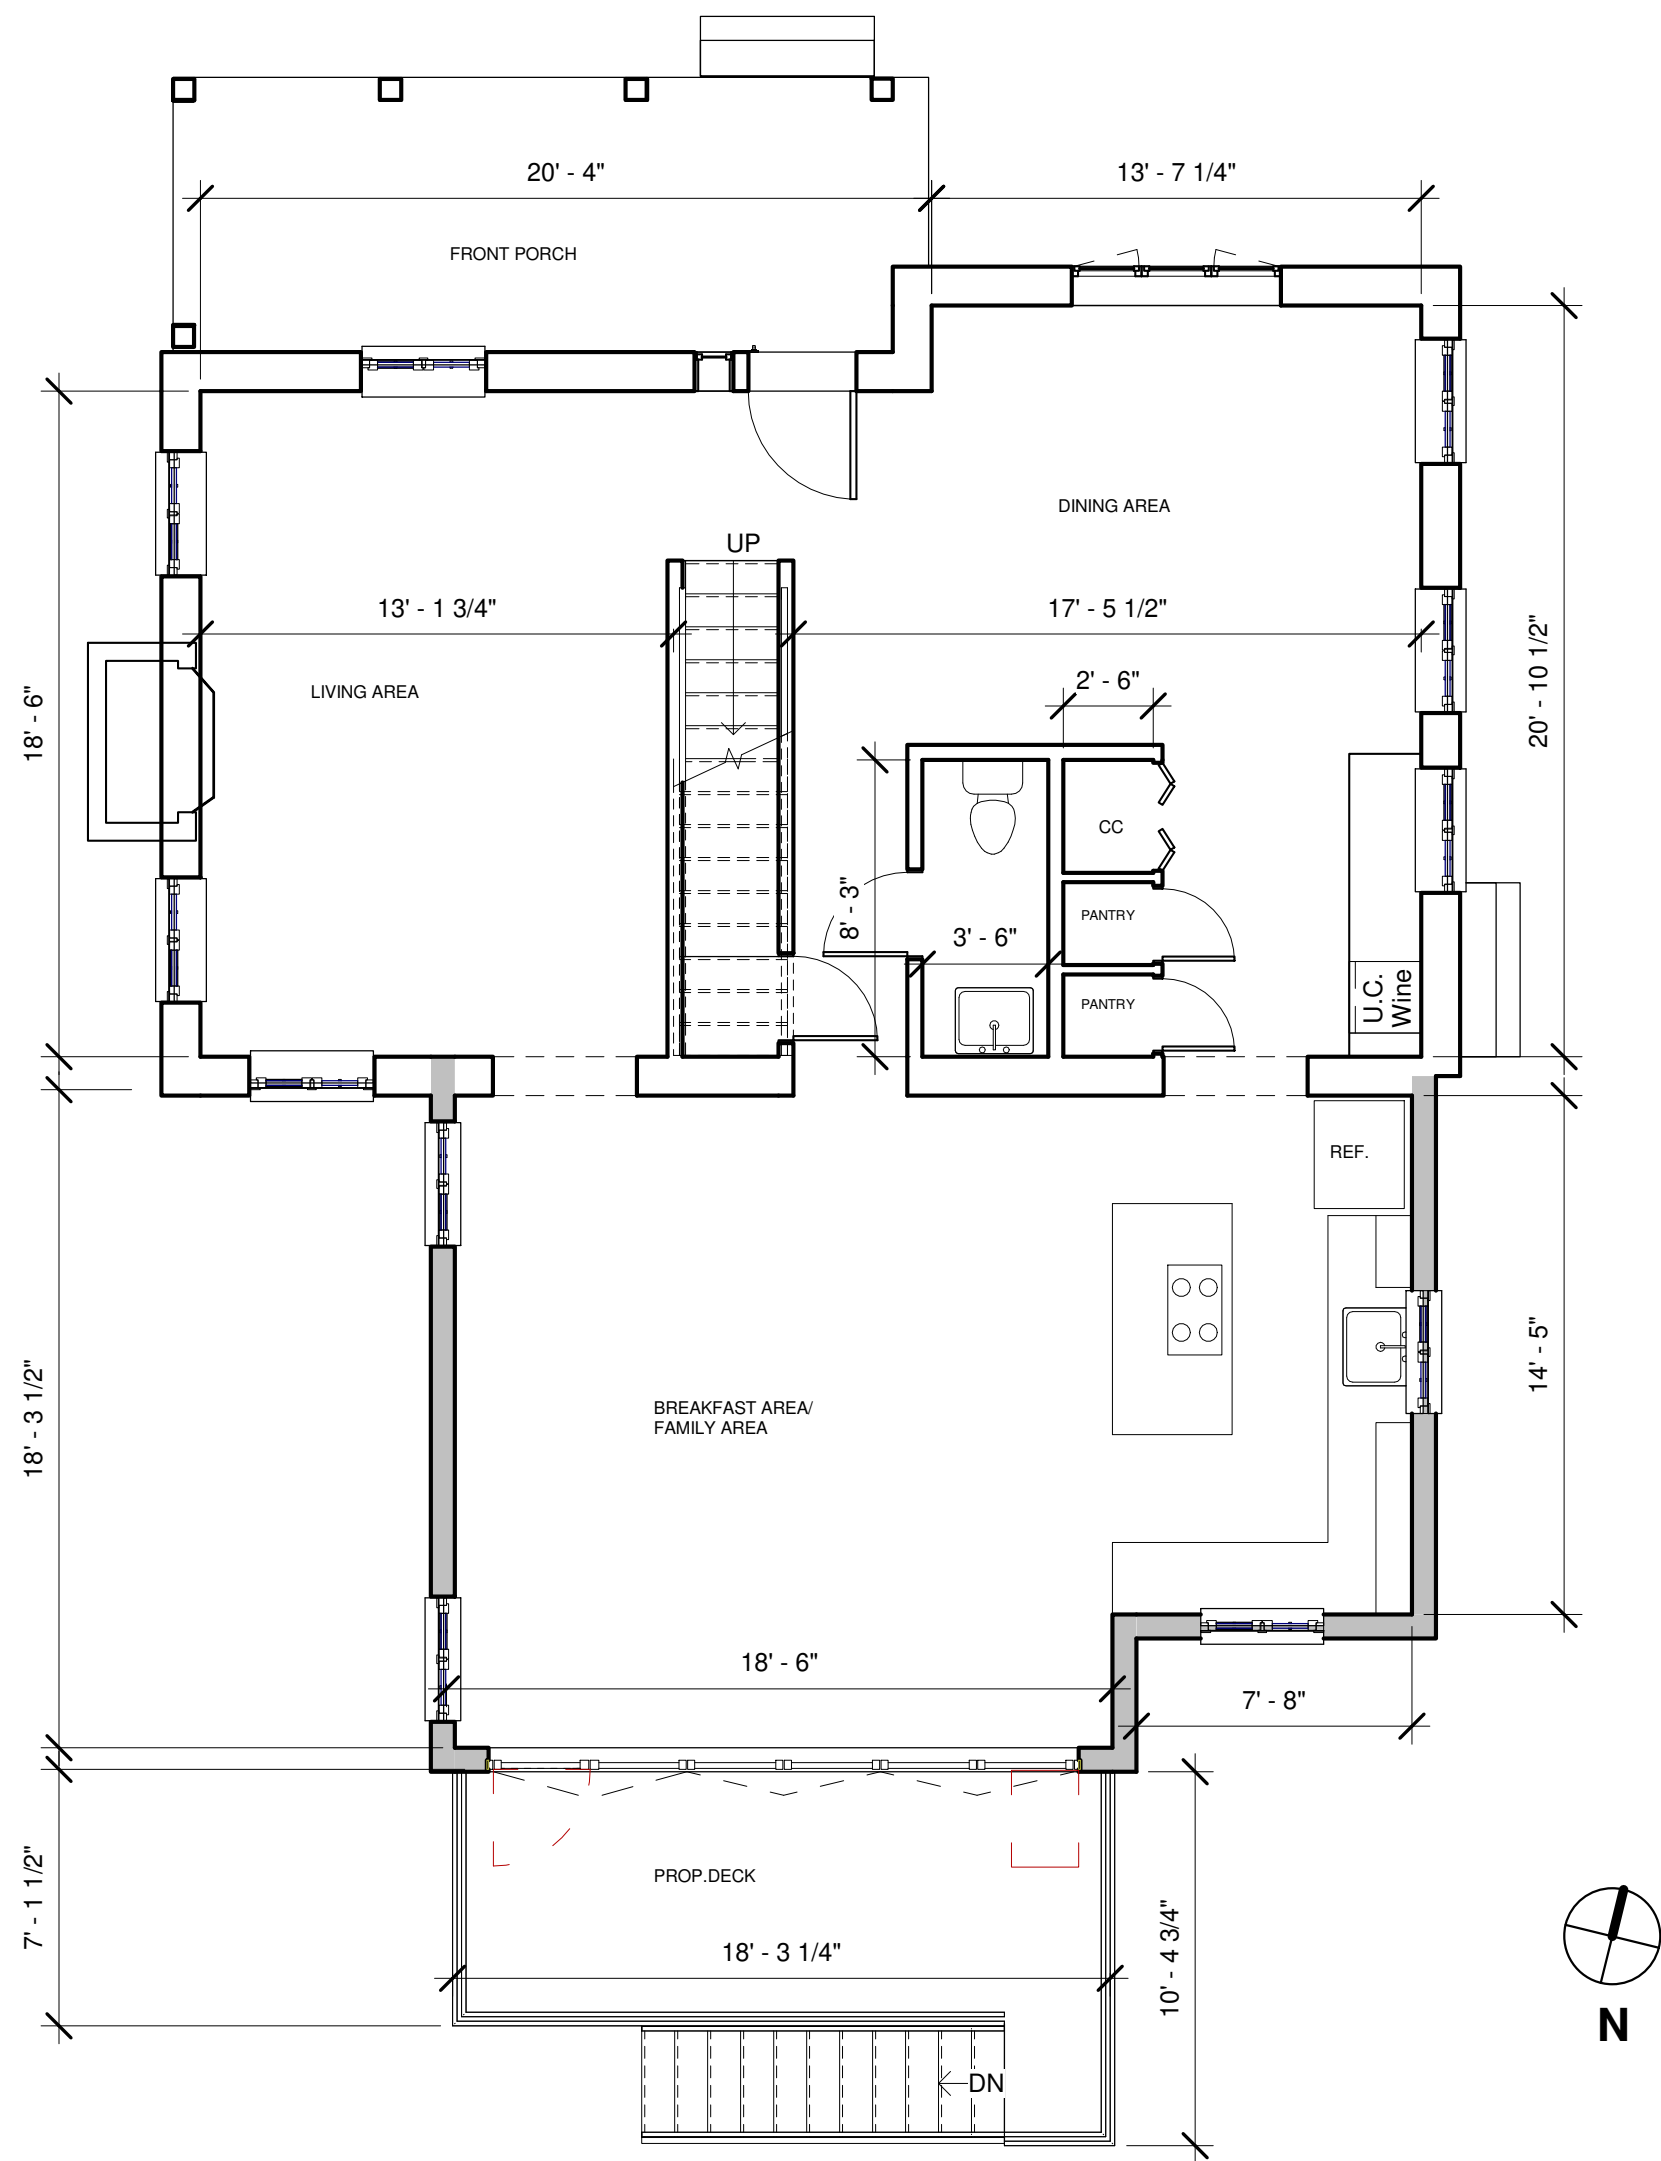 20' - 4"
13' - 7 1/4"
FRONT PORCH
DINING AREA
UP
13' - 1 3/4"
17' - 5 1/2"
18' - 6"
LIVING AREA
2' - 6"
20' - 10 1/2"
CC
8' - 3"
PANTRY
3' - 6"
PANTRY
U.C.
Wine
REF.
18' - 3 1/2"
14' - 5"
BREAKFAST AREA/
FAMILY AREA
18' - 6"
7' - 8"
7' - 1 1/2"
PROP.DECK
18' - 3 1/4"
10' - 4 3/4"
N
DN